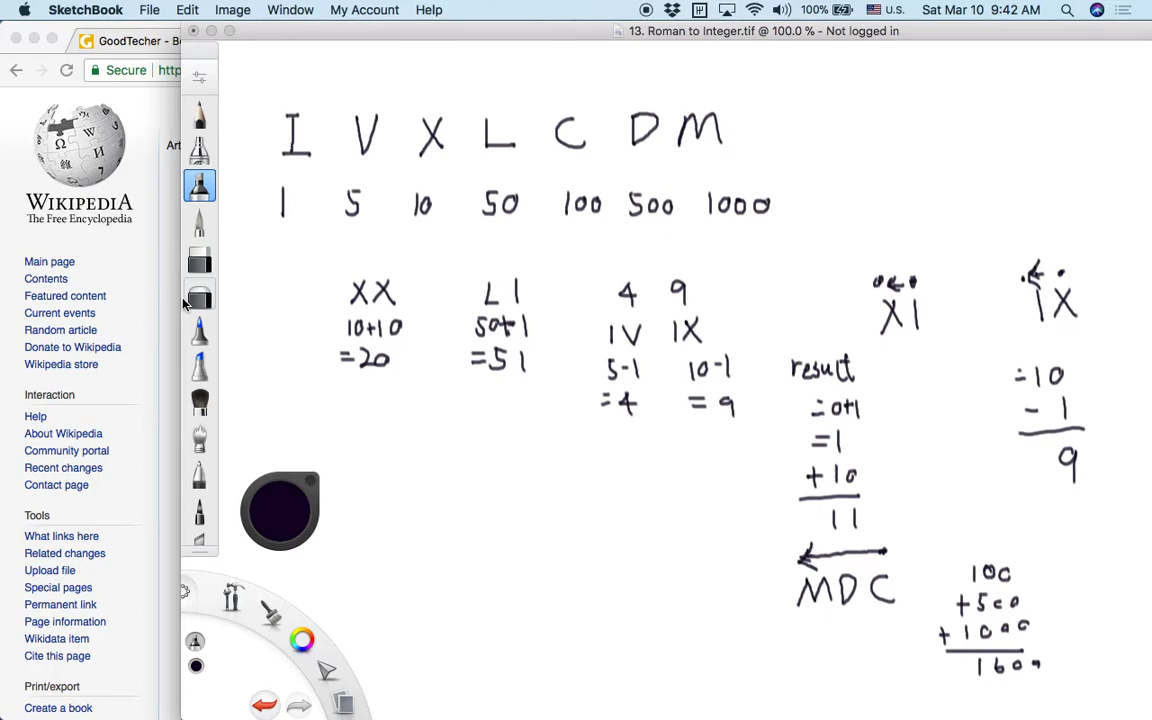 SketchBook File Edit Image Window My Account Help 100% U.S. Sat Mar 10 9:42 AM
GoodTecher - B
13. Roman to Integer.tif @ 100.0 % - Not logged in
Secure http
WIKIPEDIA
The Free Encyclopedia
Art
Main page
Contents
Featured content
Current events
Random article
Donate to Wikipedia
Wikipedia store
Interaction
Help
About Wikipedia
Community portal
Recent changes
Contact page
Tools
What links here
Related changes
Upload file
Special pages
Permanent link
Page information
Wikidata item
Cite this page
Print/export
Create a book
I V X L C D M
1 5 10 50 100 500 1000
XX
10+10
=20
L I
50+1
=51
4 9
IV IX
5-1 10-1
=4 =9
XI
result
=0+1
=1
+10
11
IX
=10
-1
9
MDC
100
+500
+1000
1600